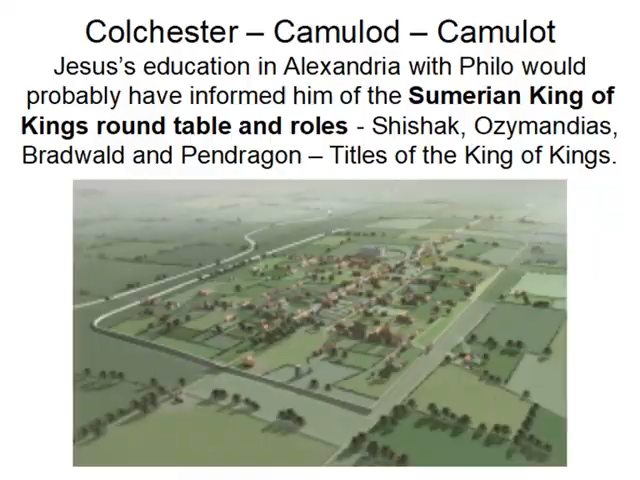 Colchester – Camulod – Camulot
Jesus’s education in Alexandria with Philo would
probably have informed him of the Sumerian King of
Kings round table and roles - Shishak, Ozymandias,
Bradwald and Pendragon – Titles of the King of Kings.